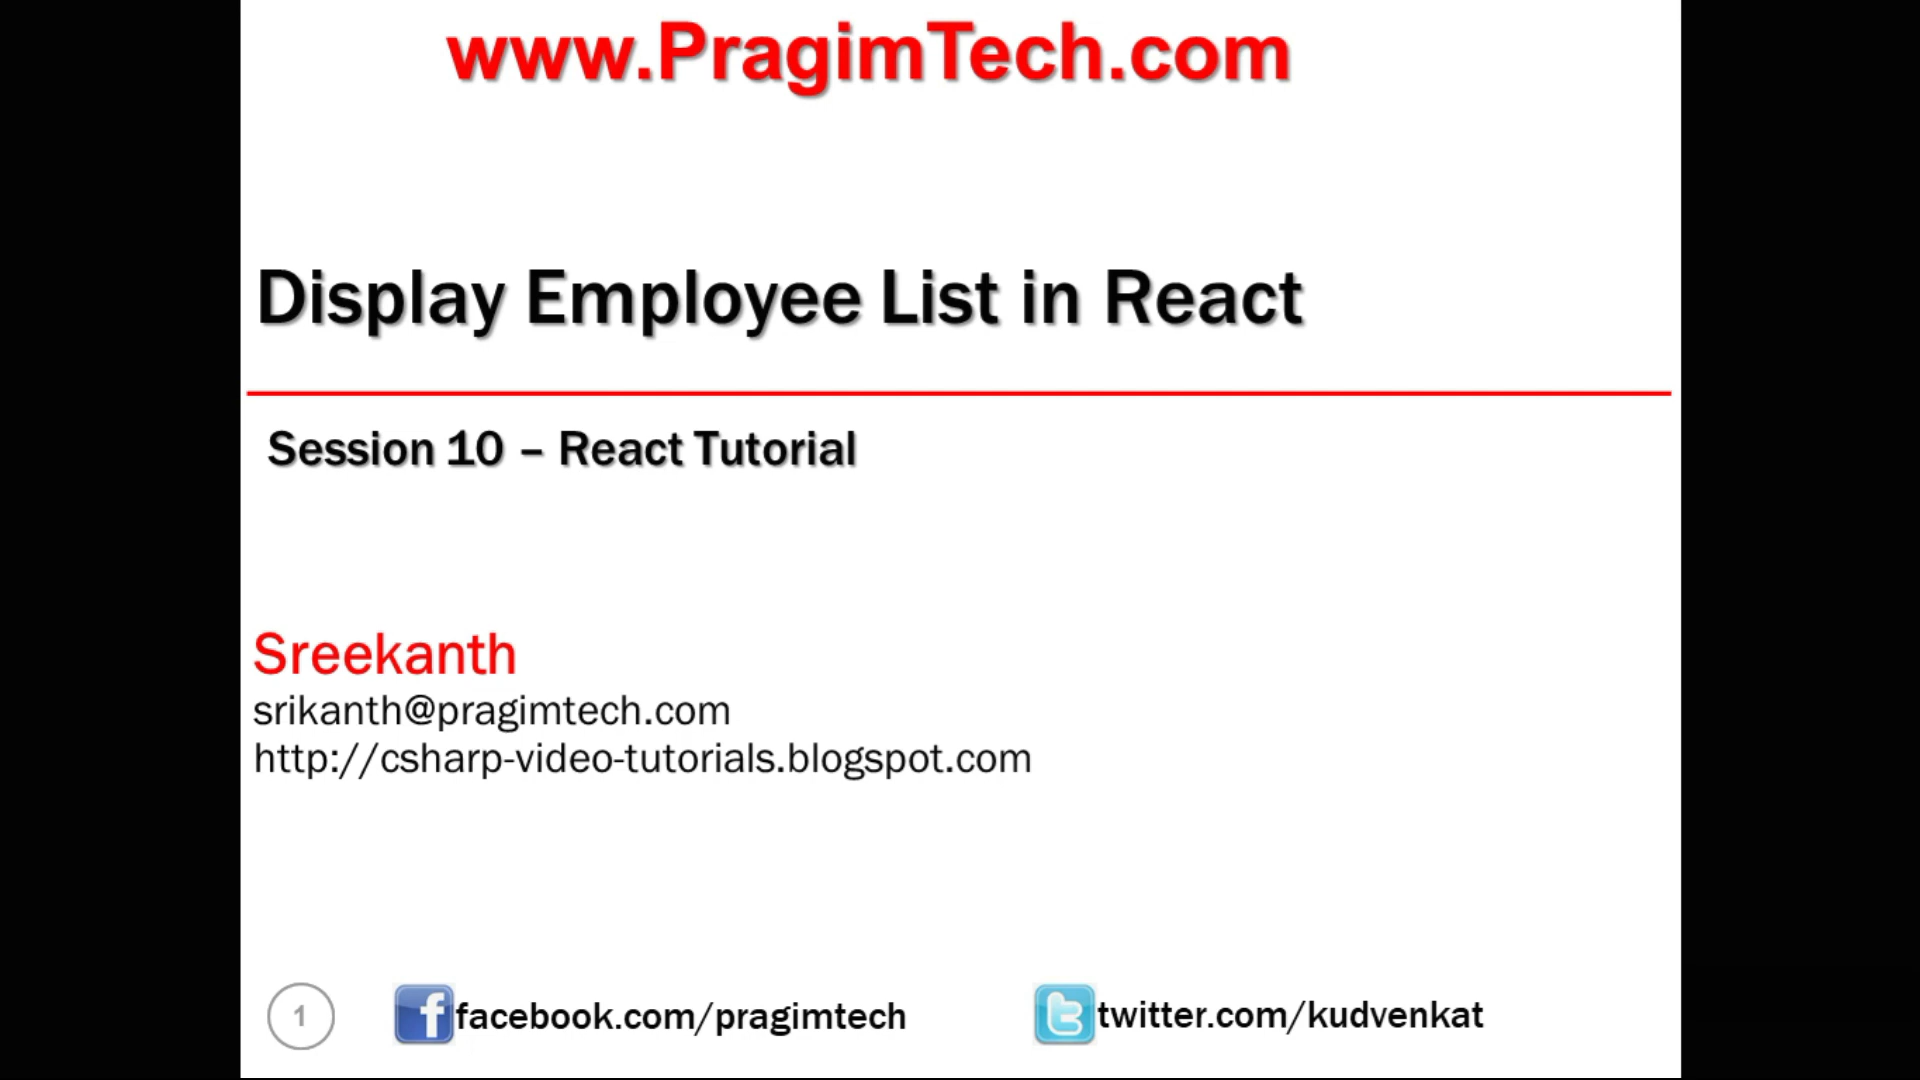 www.PragimTech.com
Display Employee List in React
Session 10 – React Tutorial
Sreekanth
srikanth@pragimtech.com
http://csharp-video-tutorials.blogspot.com
1
facebook.com/pragimtech
twitter.com/kudvenkat